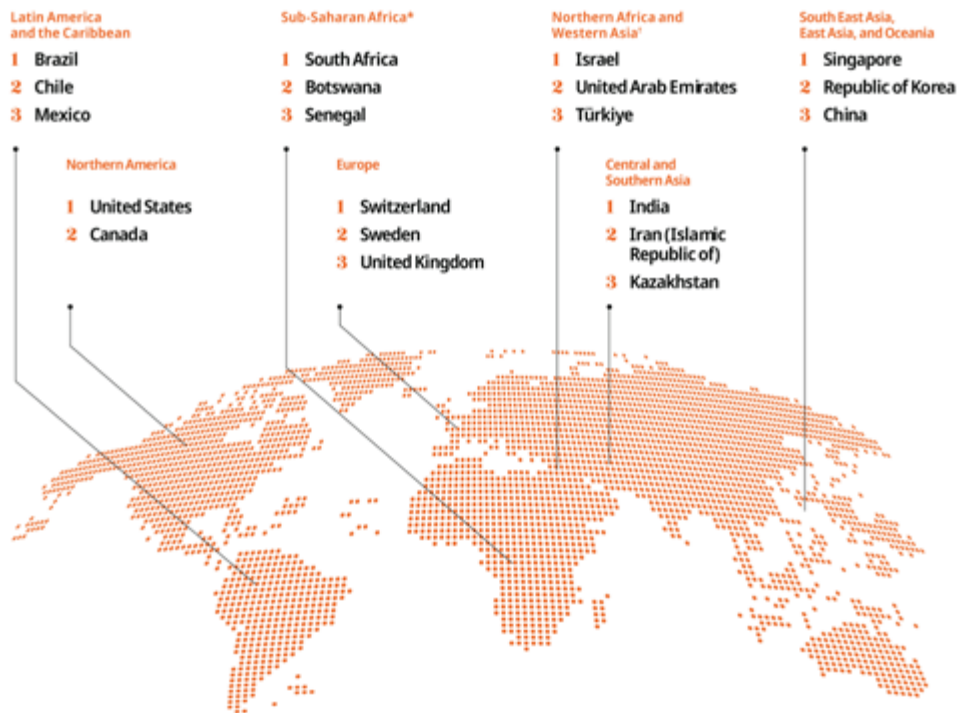 Latin America
and the Caribbean
1 Brazil
2 Chile
3 Mexico
Sub-Saharan Africa*
1 South Africa
2 Botswana
3 Senegal
Northern Africa and
Western Asia†
1 Israel
2 United Arab Emirates
3 Türkiye
South East Asia,
East Asia, and Oceania
1 Singapore
2 Republic of Korea
3 China
Northern America
1 United States
2 Canada
Europe
1 Switzerland
2 Sweden
3 United Kingdom
Central and
Southern Asia
1 India
2 Iran (Islamic
Republic of)
3 Kazakhstan